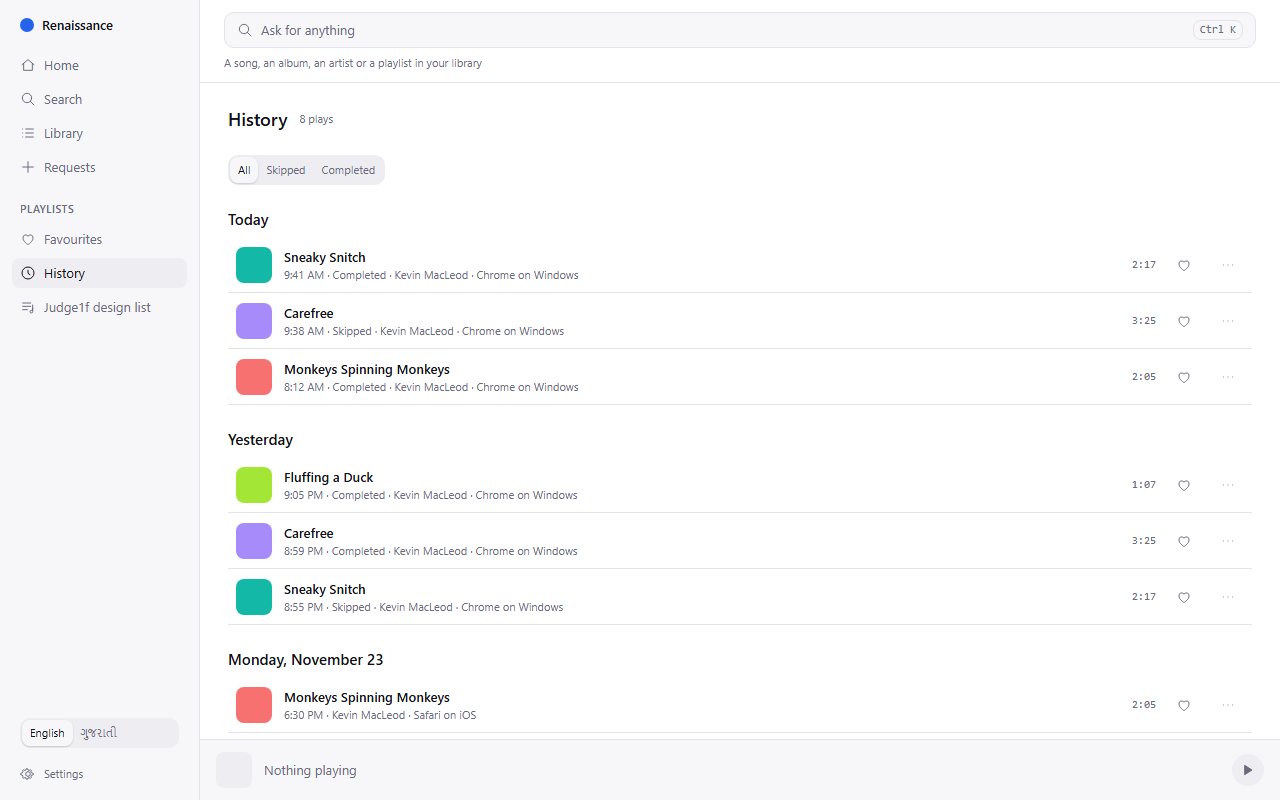 Renaissance
Home
Search
Library
Requests
PLAYLISTS
Favourites
History
Judge1f design list
English
ગુજરાતી
Settings
Ask for anything
Ctrl K
A song, an album, an artist or a playlist in your library
History 8 plays
All Skipped Completed
Today
Sneaky Snitch
9:41 AM · Completed · Kevin MacLeod · Chrome on Windows
2:17
Carefree
9:38 AM · Skipped · Kevin MacLeod · Chrome on Windows
3:25
Monkeys Spinning Monkeys
8:12 AM · Completed · Kevin MacLeod · Chrome on Windows
2:05
Yesterday
Fluffing a Duck
9:05 PM · Completed · Kevin MacLeod · Chrome on Windows
1:07
Carefree
8:59 PM · Completed · Kevin MacLeod · Chrome on Windows
3:25
Sneaky Snitch
8:55 PM · Skipped · Kevin MacLeod · Chrome on Windows
2:17
Monday, November 23
Monkeys Spinning Monkeys
6:30 PM · Kevin MacLeod · Safari on iOS
2:05
Nothing playing